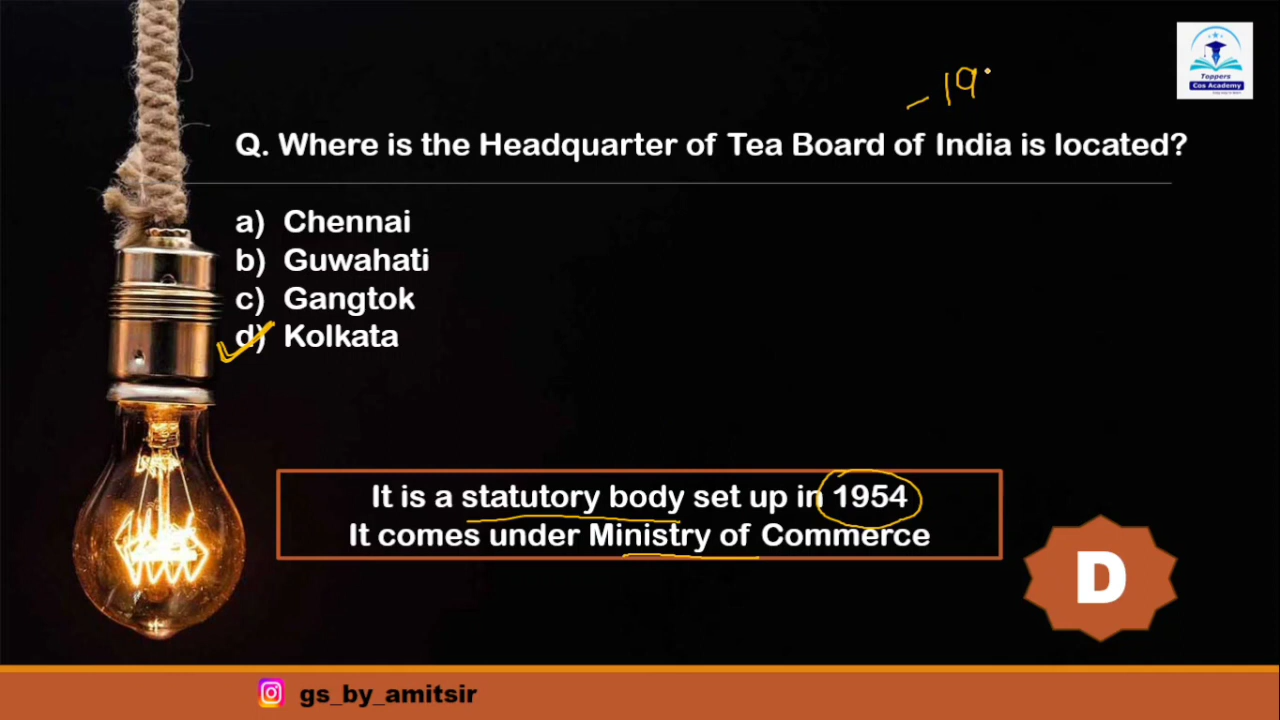 Toppers
Cos Academy
- 19
Q. Where is the Headquarter of Tea Board of India is located?
a) Chennai
b) Guwahati
c) Gangtok
d) Kolkata
It is a statutory body set up in 1954
It comes under Ministry of Commerce
D
gs_by_amitsir